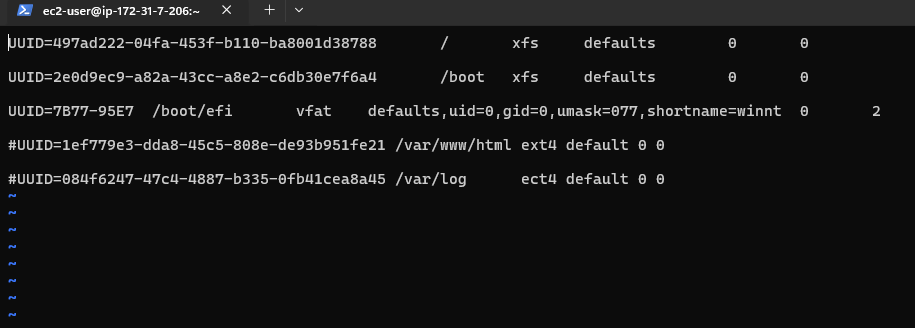 ec2-user@ip-172-31-7-206:~
UUID=497ad222-04fa-453f-b110-ba8001d38788 / xfs defaults 0 0
UUID=2e0d9ec9-a82a-43cc-a8e2-c6db30e7f6a4 /boot xfs defaults 0 0
UUID=7B77-95E7 /boot/efi vfat defaults,uid=0,gid=0,umask=077,shortname=winnt 0 2
#UUID=1ef779e3-dda8-45c5-808e-de93b951fe21 /var/www/html ext4 default 0 0
#UUID=084f6247-47c4-4887-b335-0fb41cea8a45 /var/log ect4 default 0 0
~
~
~
~
~
~
~
~